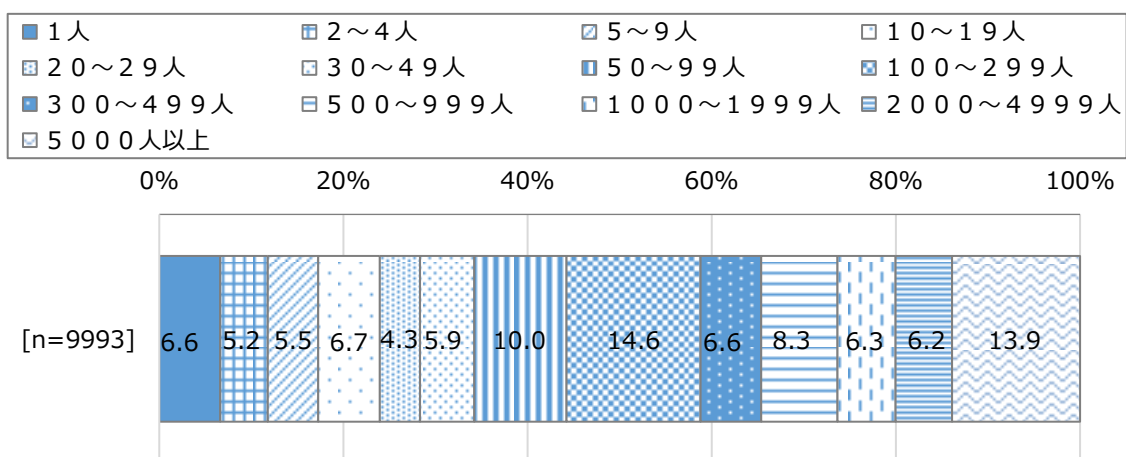 １人 ２～４人 ５～９人 １０～１９人
２０～２９人 ３０～４９人 ５０～９９人 １００～２９９人
３００～４９９人 ５００～９９９人 １０００～１９９９人 ２０００～４９９９人
５０００人以上
0% 20% 40% 60% 80% 100%
[n=9993] 6.6 5.2 5.5 6.7 4.3 5.9 10.0 14.6 6.6 8.3 6.3 6.2 13.9